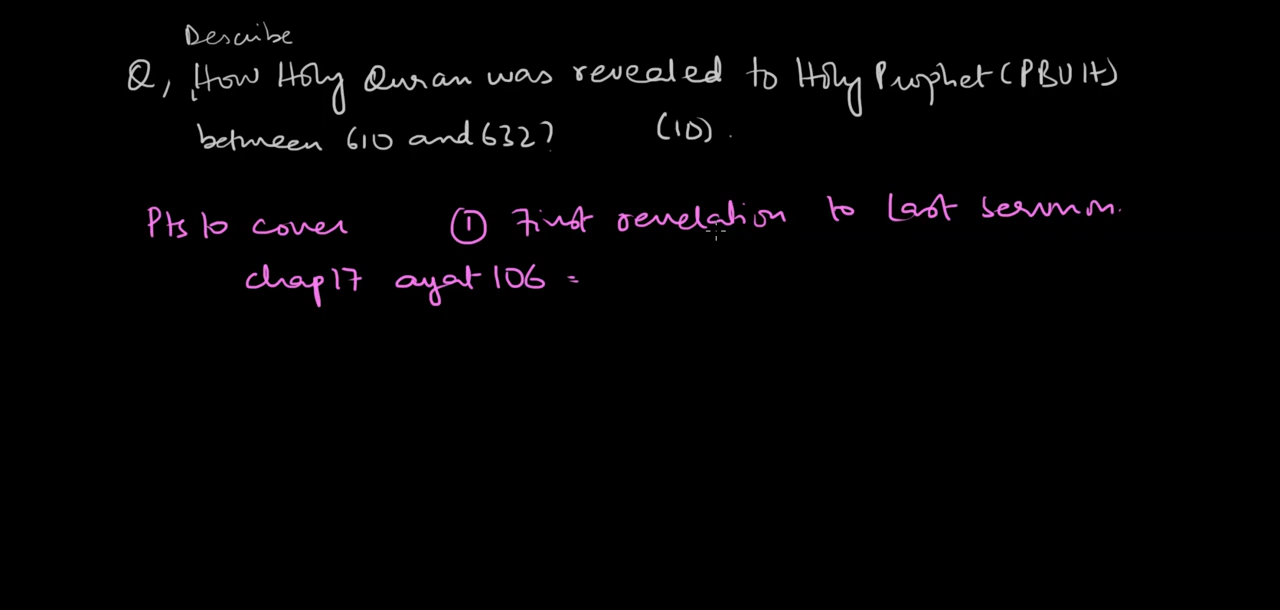 Describe
Q, How Holy Quran was revealed to Holy Prophet (PBUH)
between 610 and 632? (10).
Pts to cover ① First revelation to Last sermon.
chap 17 ayat 106 =